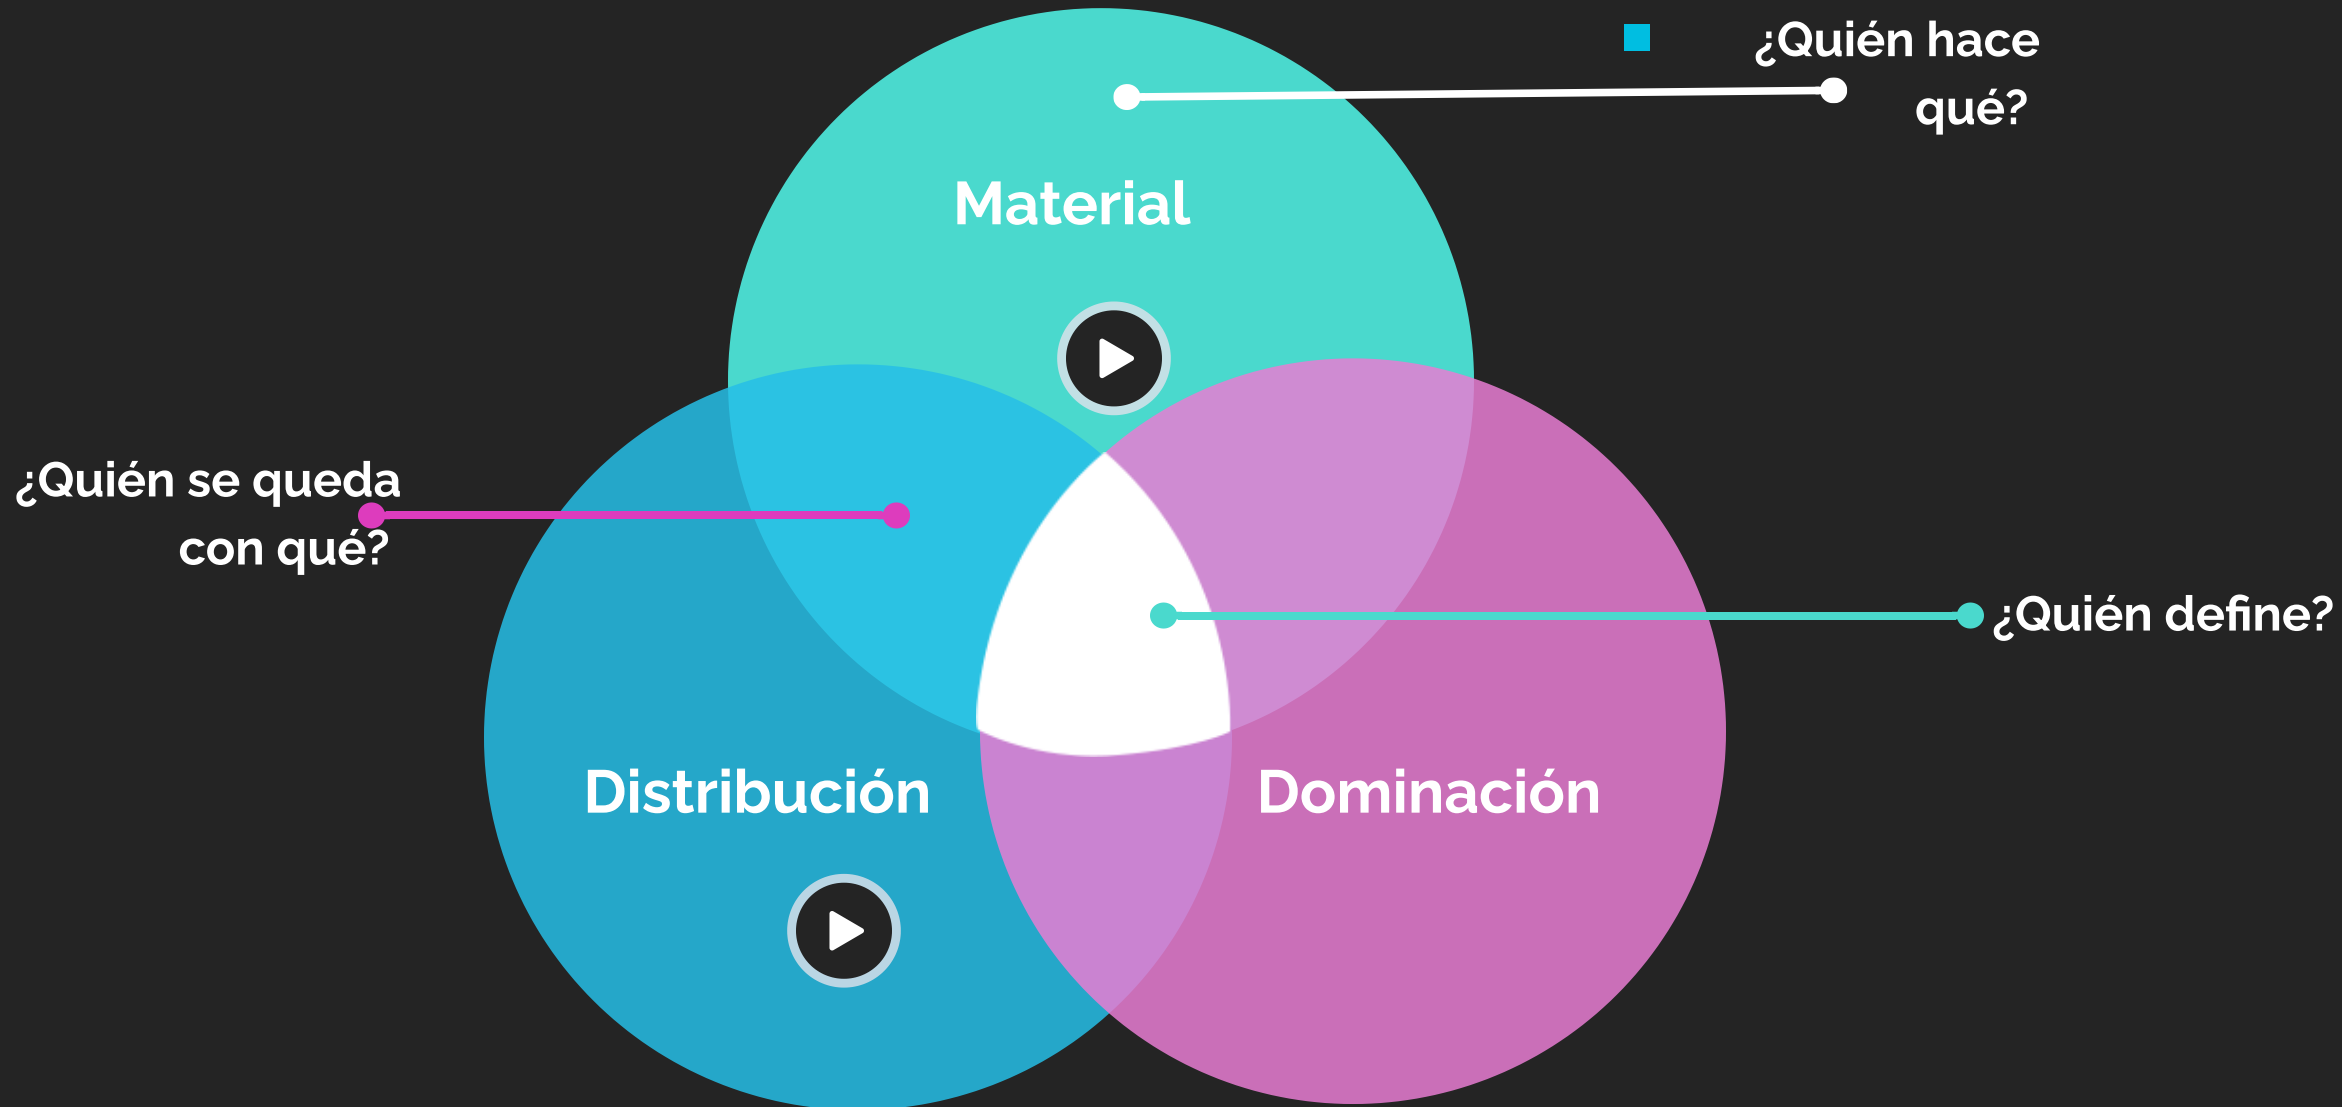 ¿Quién hace
qué?
Material
¿Quién se queda
con qué?
¿Quién define?
Distribución
Dominación